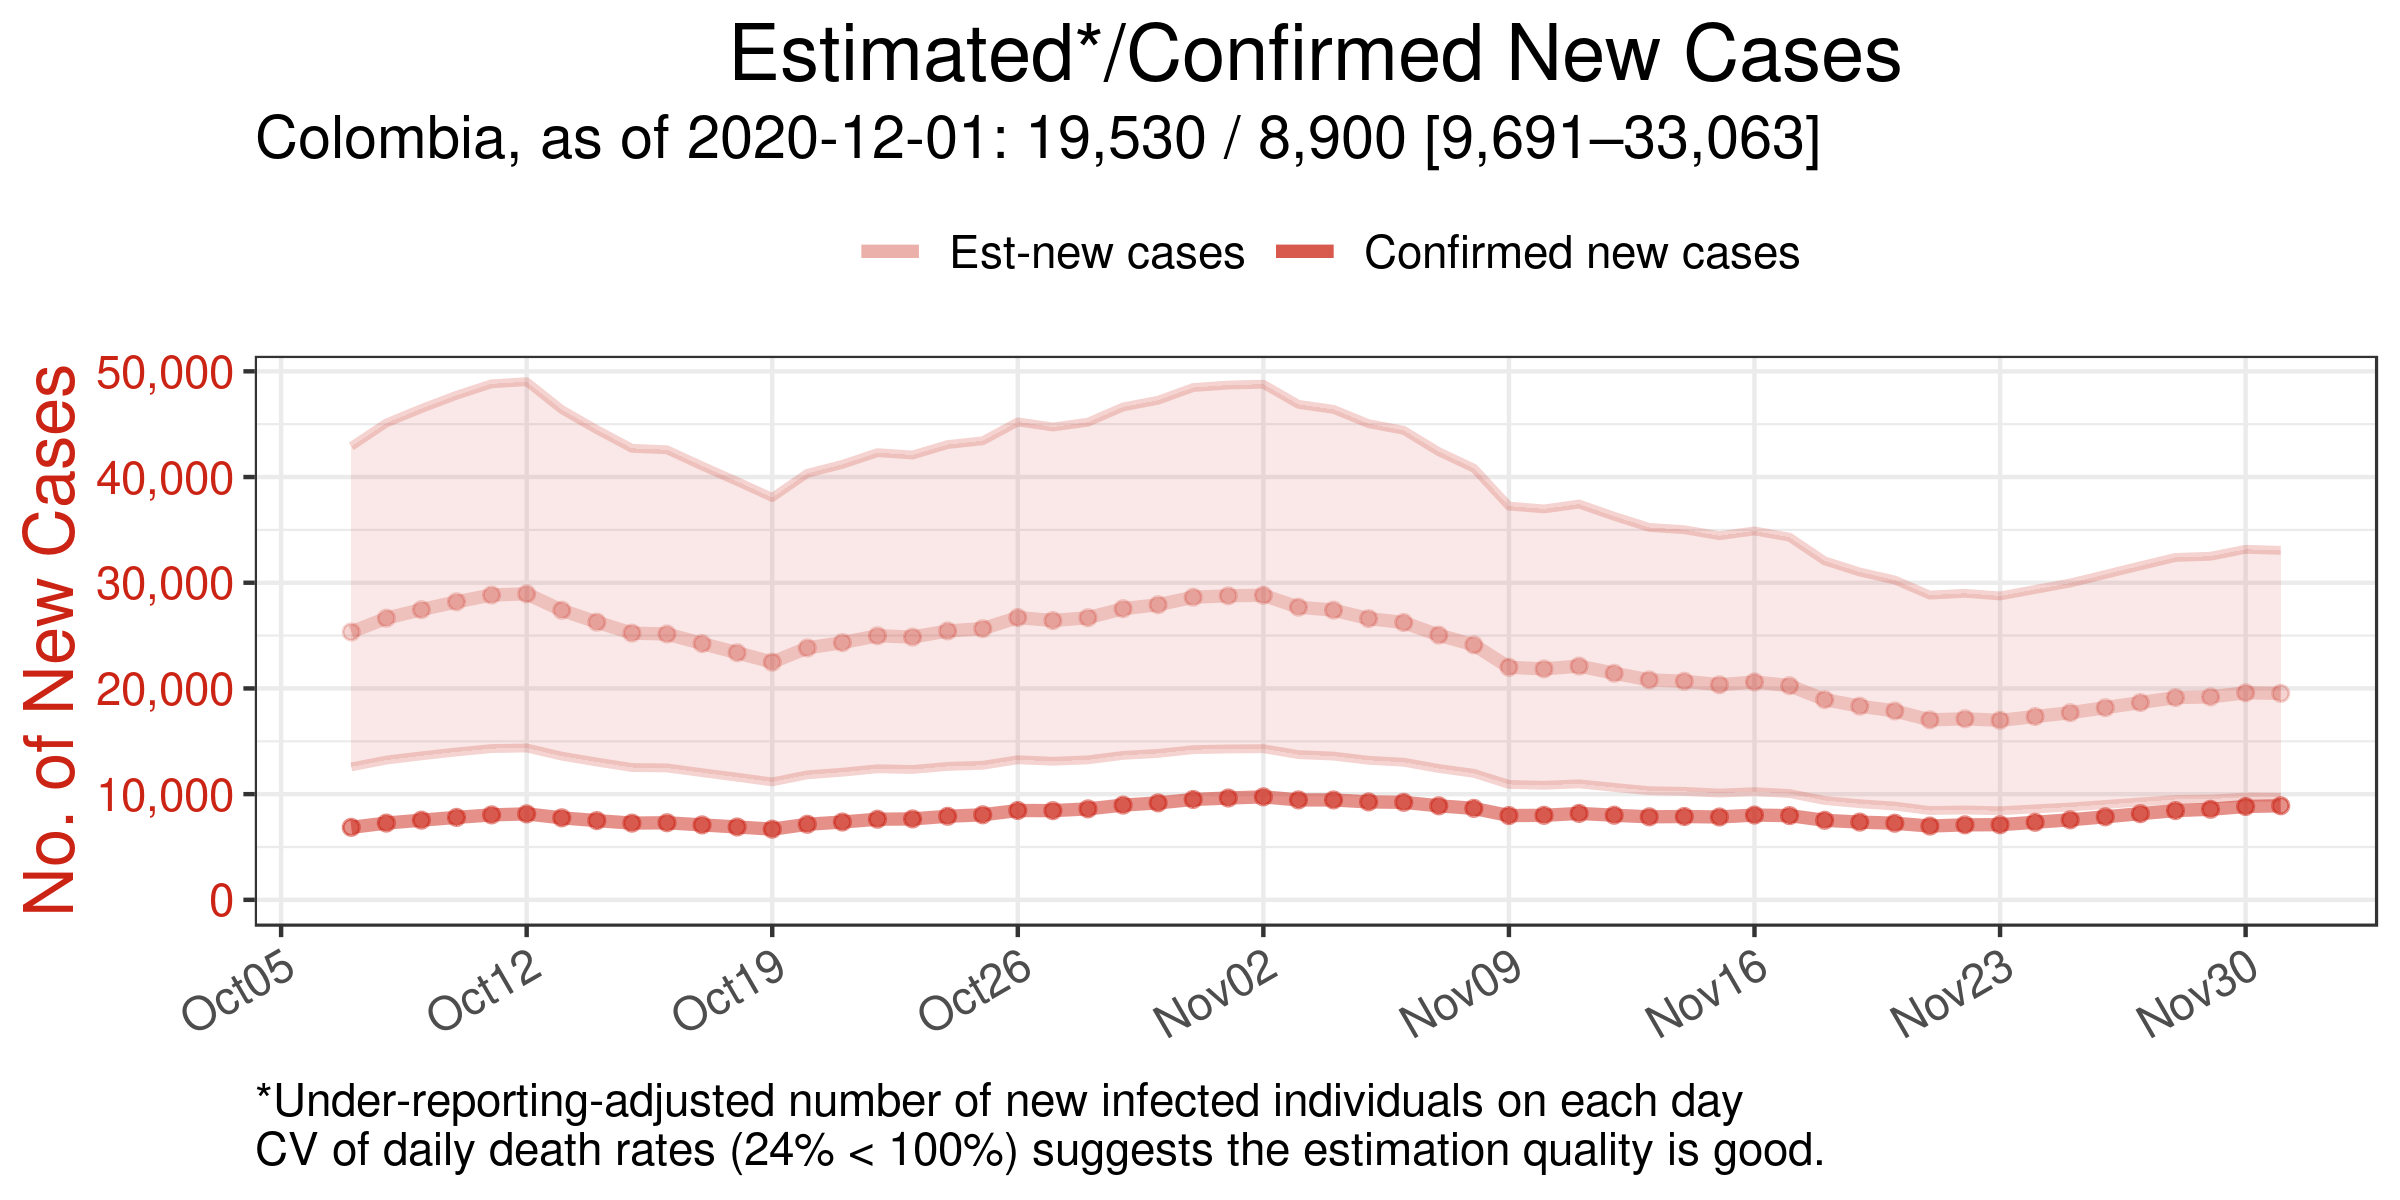 Estimated*/Confirmed New Cases
Colombia, as of 2020-12-01: 19,530 / 8,900 [9,691–33,063]
Est-new cases
Confirmed new cases
No. of New Cases
50,000
40,000
30,000
20,000
10,000
0
Oct05
Oct12
Oct19
Oct26
Nov02
Nov09
Nov16
Nov23
Nov30
*Under-reporting-adjusted number of new infected individuals on each day
CV of daily death rates (24% < 100%) suggests the estimation quality is good.